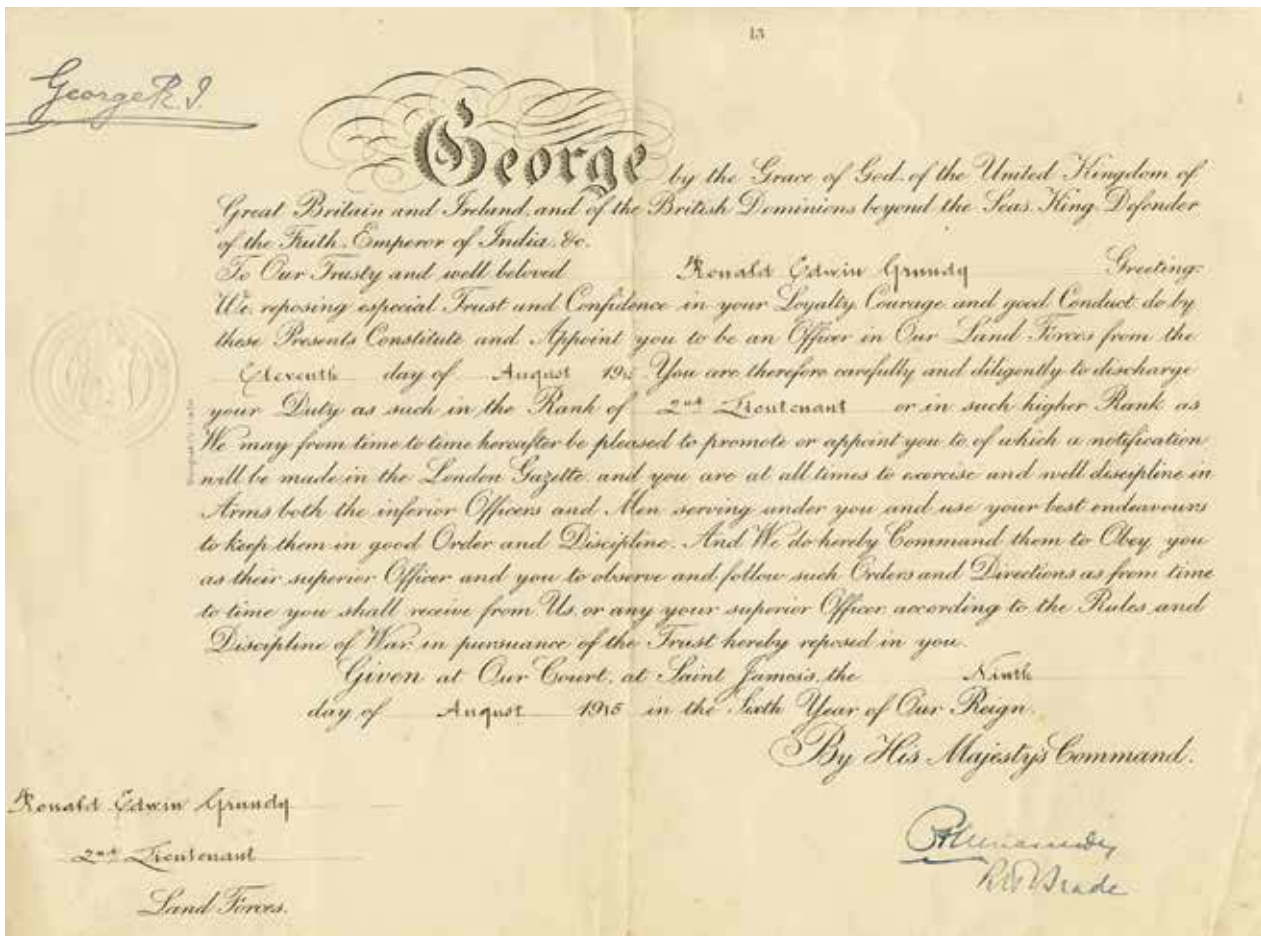 13
George R. I.
George by the Grace of God, of the United Kingdom of
Great Britain and Ireland, and of the British Dominions beyond the Seas, King, Defender
of the Faith, Emperor of India, &c.
To Our Trusty and well beloved Ronald Edwin Grundy Greeting:
We, reposing especial Trust and Confidence in your Loyalty, Courage, and good Conduct, do by
these Presents Constitute and Appoint you to be an Officer in Our Land Forces from the
Eleventh day of August 1915 You are therefore carefully and diligently to discharge
your Duty as such in the Rank of 2nd Lieutenant or in such higher Rank as
We may from time to time hereafter be pleased to promote or appoint you to, of which a notification
will be made in the London Gazette, and you are at all times to exercise and well discipline in
Arms both the inferior Officers and Men serving under you and use your best endeavours
to keep them in good Order and Discipline. And We do hereby Command them to Obey you
as their superior Officer and you to observe and follow such Orders and Directions as from time
to time you shall receive from Us, or any your superior Officer, according to the Rules and
Discipline of War, in pursuance of the Trust hereby reposed in you.
Given at Our Court, at Saint James's, the Ninth
day of August 1915 in the Sixth Year of Our Reign.
By His Majesty's Command.
Ronald Edwin Grundy
2nd Lieutenant
Land Forces.
R H Brade